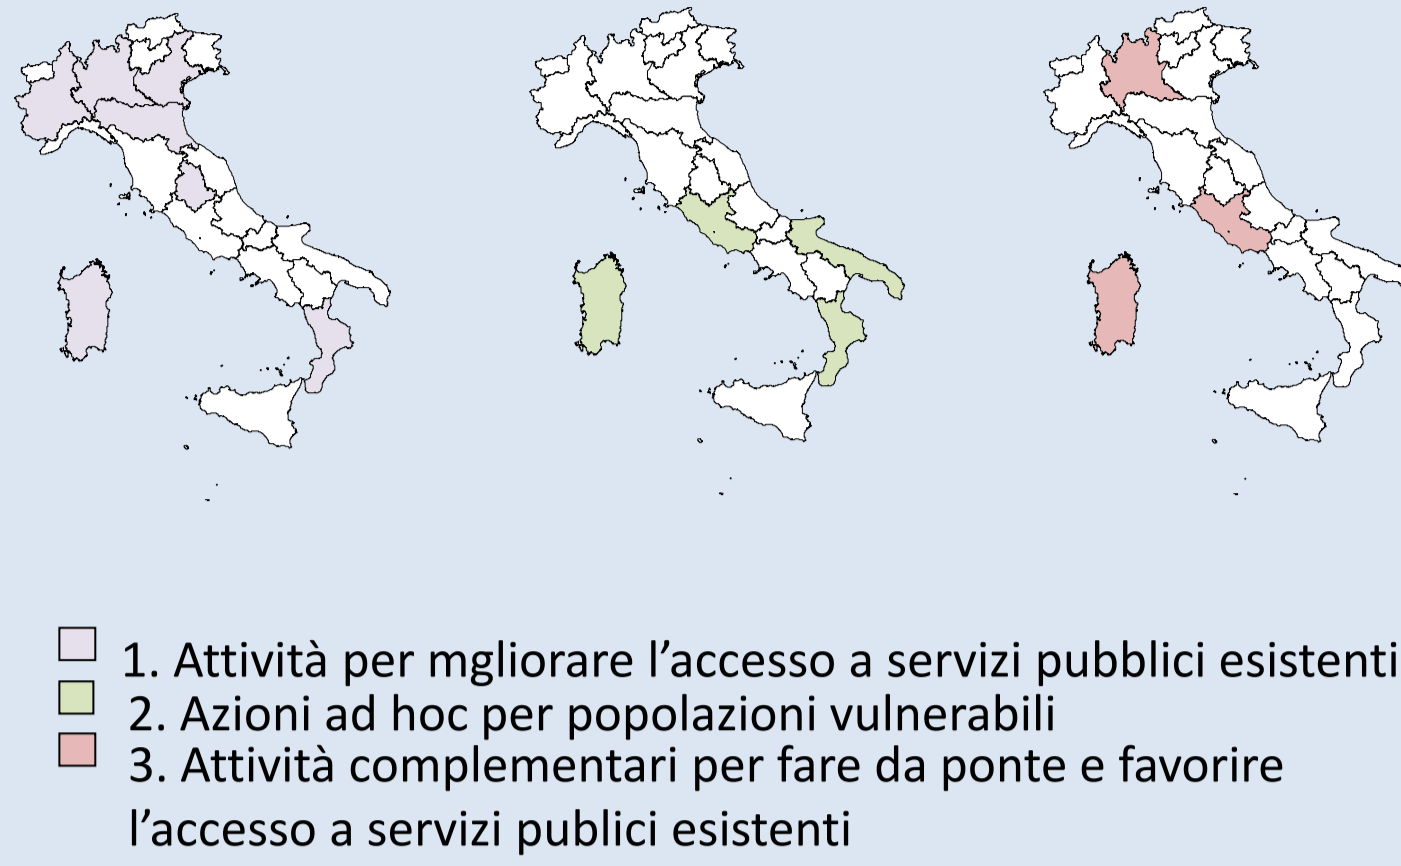 1. Attività per mgliorare l’accesso a servizi pubblici esistenti
2. Azioni ad hoc per popolazioni vulnerabili
3. Attività complementari per fare da ponte e favorire
l’accesso a servizi publici esistenti